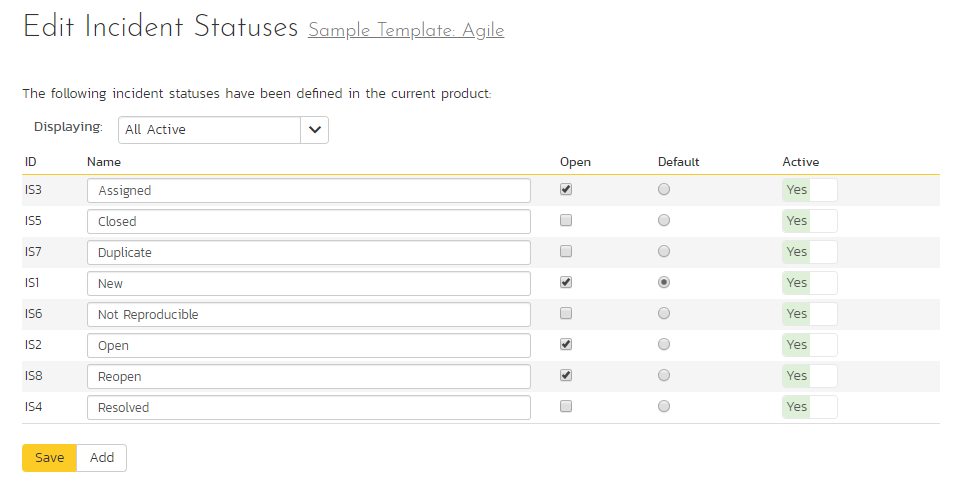 Edit Incident Statuses Sample Template: Agile
The following incident statuses have been defined in the current product:
Displaying: All Active
ID Name Open Default Active
IS3 Assigned Yes
IS5 Closed Yes
IS7 Duplicate Yes
IS1 New Yes
IS6 Not Reproducible Yes
IS2 Open Yes
IS8 Reopen Yes
IS4 Resolved Yes
Save Add